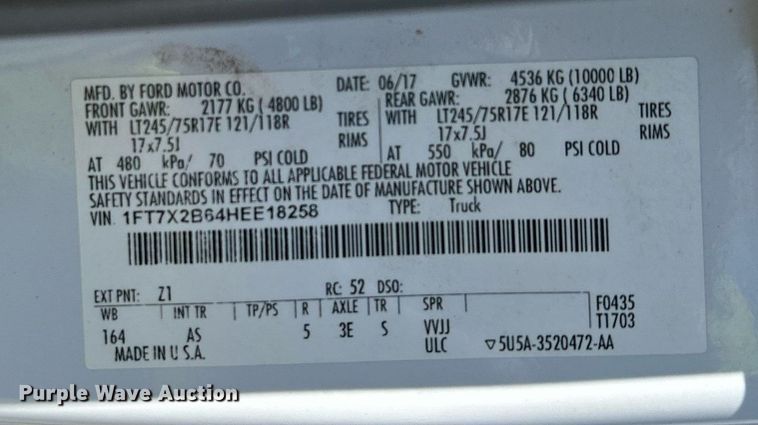 MFD. BY FORD MOTOR CO. DATE: 06/17 GVWR: 4536 KG (10000 LB)
FRONT GAWR: 2177 KG ( 4800 LB) REAR GAWR: 2876 KG ( 6340 LB)
WITH LT245/75R17E 121/118R TIRES WITH LT245/75R17E 121/118R TIRES
17x7.5J RIMS 17x7.5J RIMS
AT 480 kPa/ 70 PSI COLD AT 550 kPa/ 80 PSI COLD
THIS VEHICLE CONFORMS TO ALL APPLICABLE FEDERAL MOTOR VEHICLE
SAFETY STANDARDS IN EFFECT ON THE DATE OF MANUFACTURE SHOWN ABOVE.
VIN: 1FT7X2B64HEE18258 TYPE: Truck
EXT PNT: Z1 RC: 52 DSO:
WB INT TR TP/PS R AXLE TR SPR F0435
164 AS 5 3E S VVJJ T1703
MADE IN U.S.A. ULC ▽5U5A-3520472-AA
Purple Wave Auction